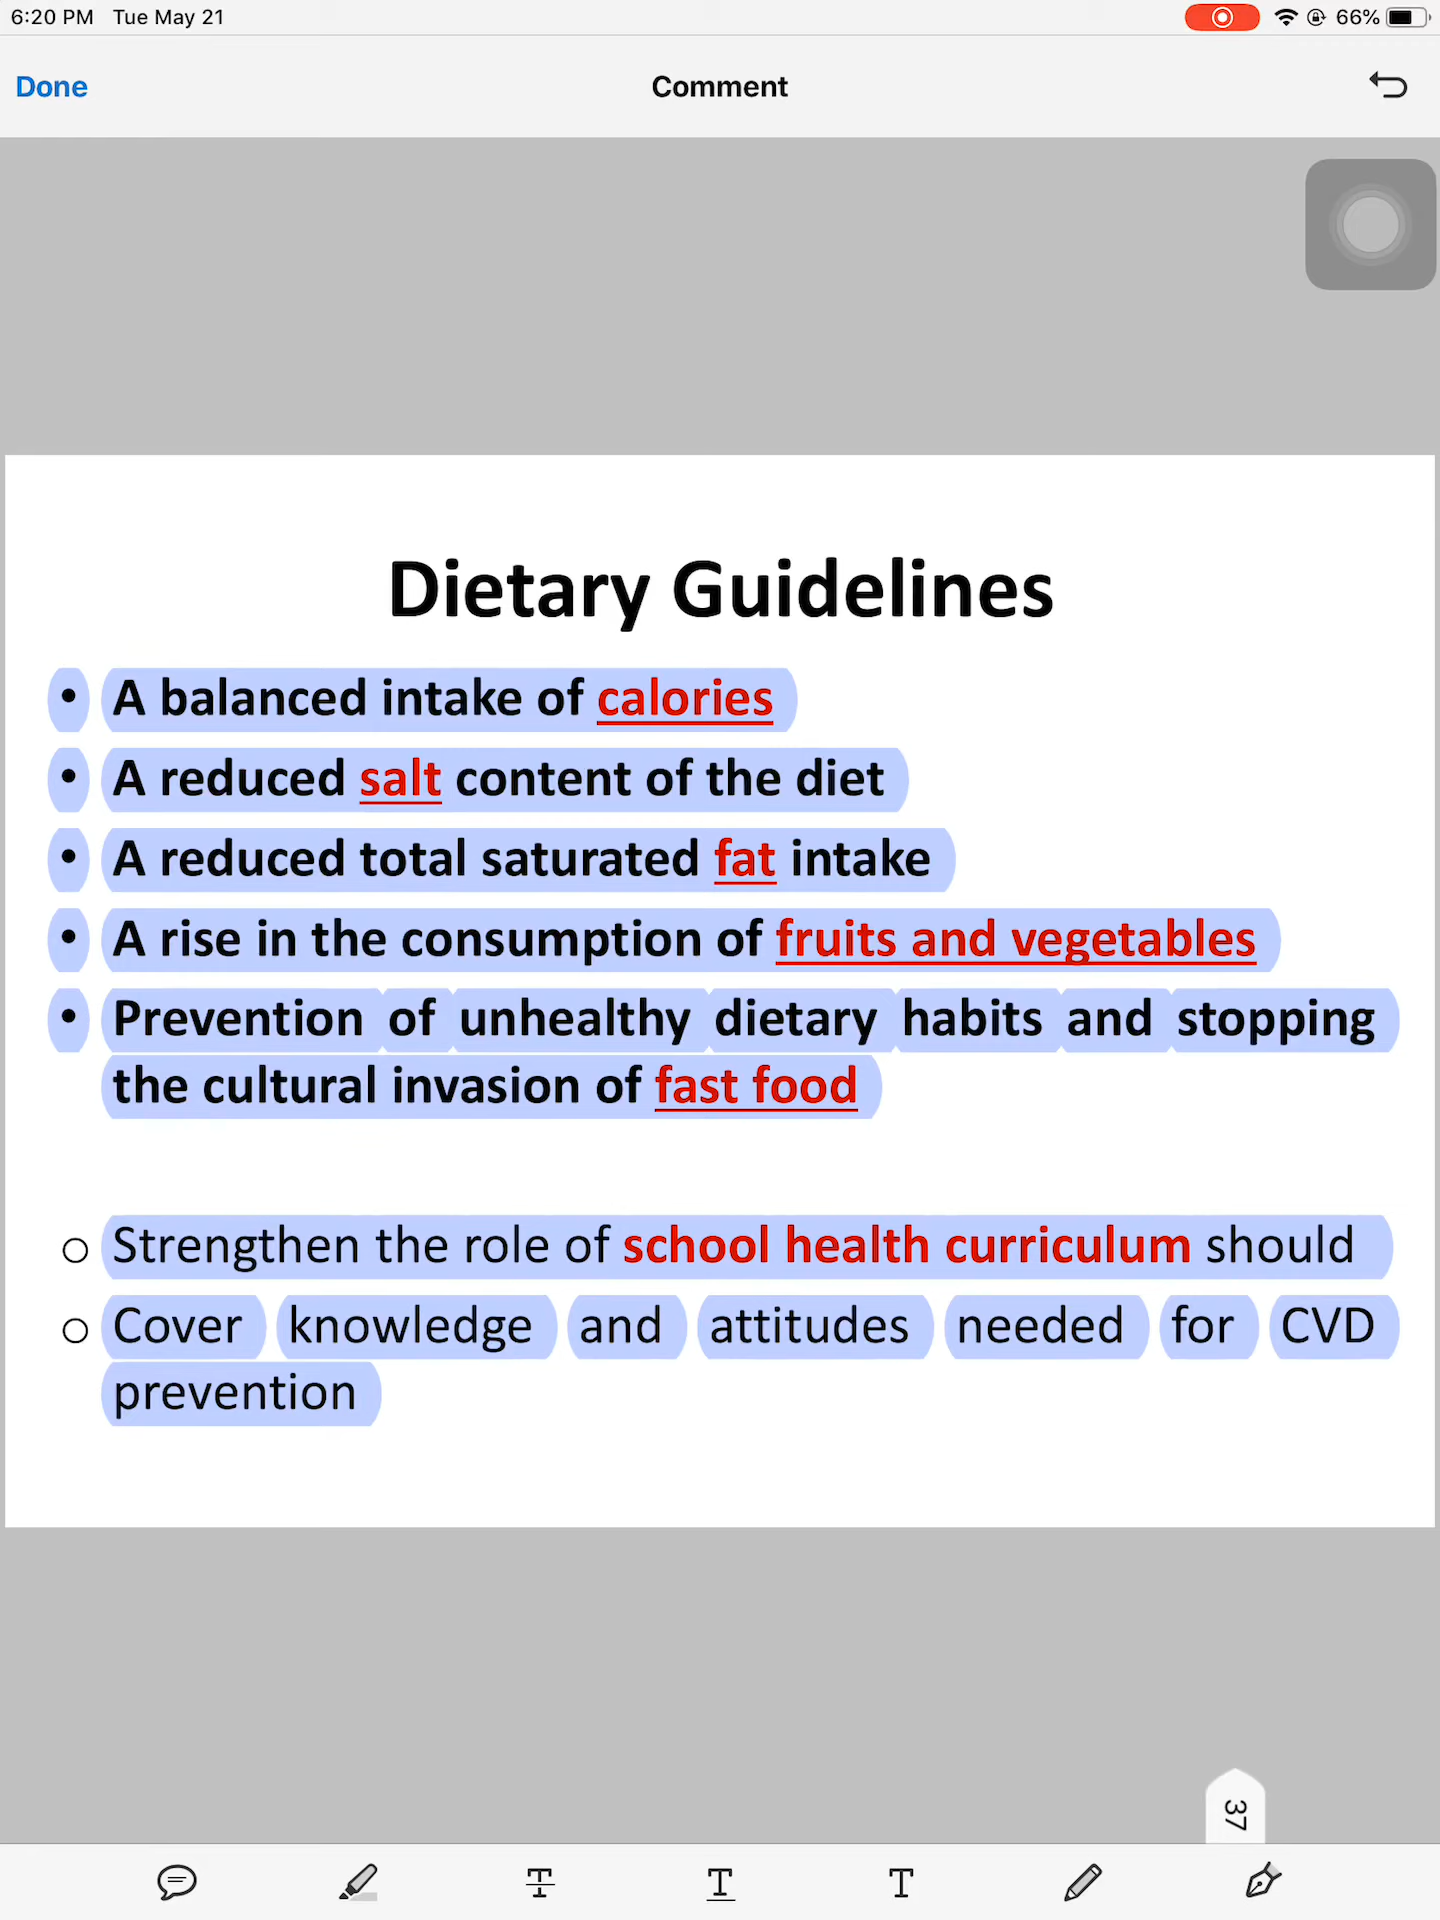 6:20 PM Tue May 21
66%
Done
Comment
Dietary Guidelines
• A balanced intake of calories
• A reduced salt content of the diet
• A reduced total saturated fat intake
• A rise in the consumption of fruits and vegetables
• Prevention of unhealthy dietary habits and stopping
the cultural invasion of fast food
o Strengthen the role of school health curriculum should
o Cover knowledge and attitudes needed for CVD
prevention
37
T
T
T